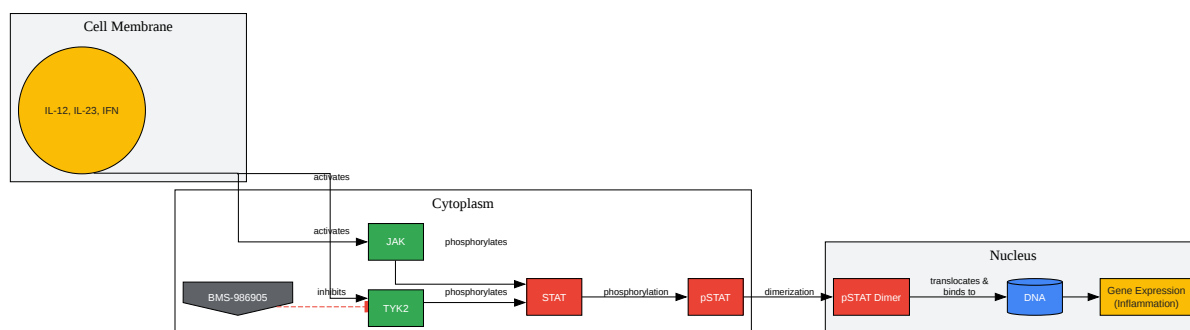 Cell Membrane
IL-12, IL-23, IFN
activates
Cytoplasm
activates
JAK
phosphorylates
BMS-986905
inhibits
TYK2
phosphorylates
STAT
phosphorylation
pSTAT
dimerization
Nucleus
pSTAT Dimer
translocates &
binds to
DNA
Gene Expression
(Inflammation)